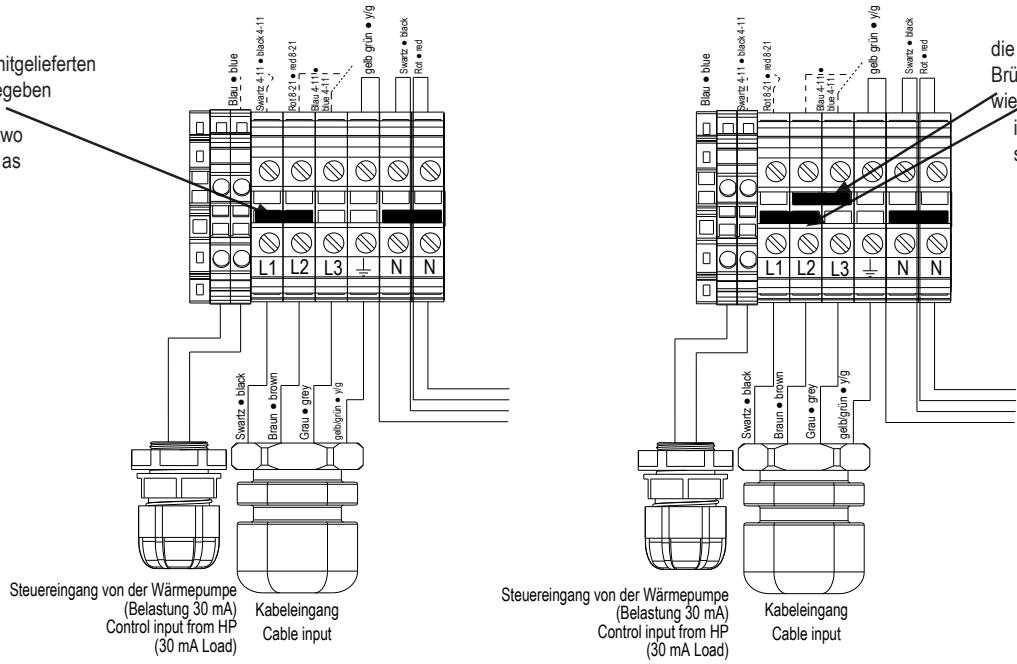 nitgelieferten
egeben
two
as
Blau ● blue
Swartz 4-11 ● black 4-11
Rot 8-21 ● red 8-21
Blau 4-11●
blue 4-11
gelb grün ● y/g
Swartz ● black
Rot ● red
L1 L2 L3 N N
Swartz ● black
Braun ● brown
Grau ● grey
gelb/grün ● y/g
Steuereingang von der Wärmepumpe
(Belastung 30 mA)
Control input from HP
(30 mA Load)
Kabeleingang
Cable input
die
Brü
wie
i
s
Blau ● blue
Swartz 4-11 ● black 4-11
Rot 8-21 ● red 8-21
Blau 4-11●
blue 4-11
gelb grün ● y/g
Swartz ● black
Rot ● red
L1 L2 L3 N N
Swartz ● black
Braun ● brown
Grau ● grey
gelb/grün ● y/g
Steuereingang von der Wärmepumpe
(Belastung 30 mA)
Control input from HP
(30 mA Load)
Kabeleingang
Cable input